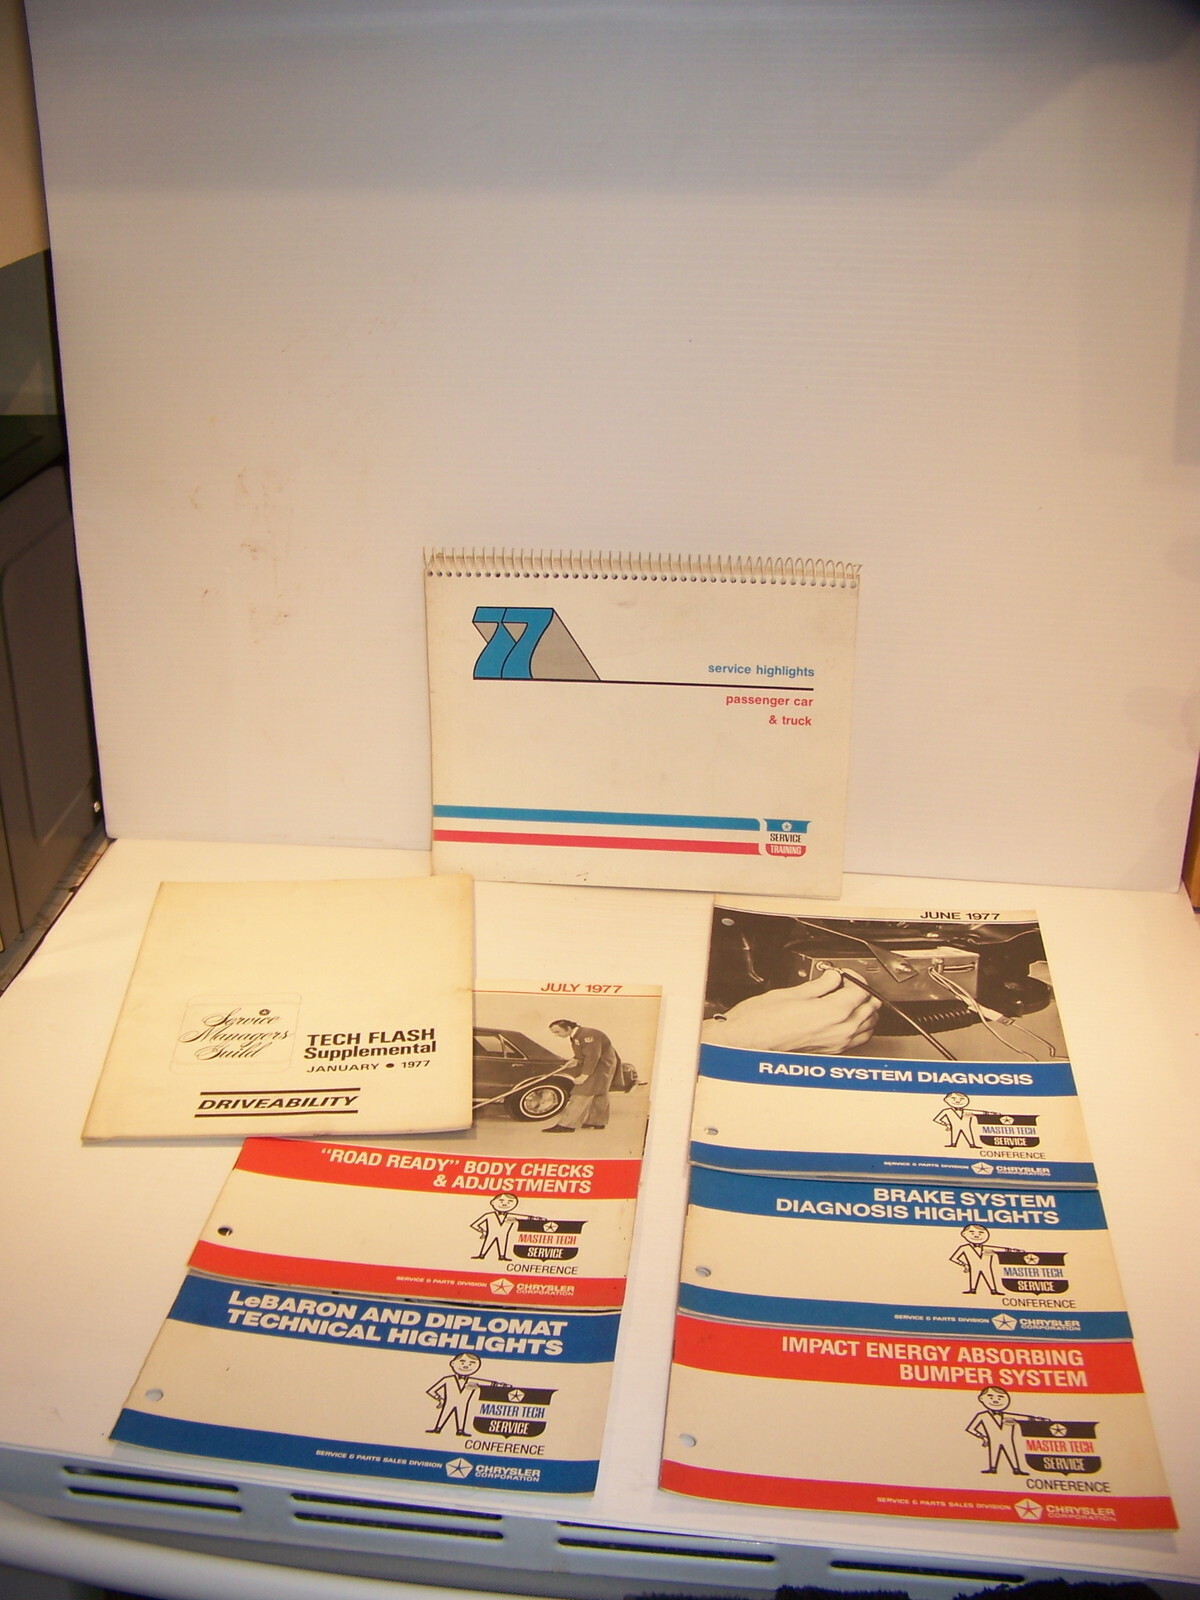 77
service highlights
passenger car
& truck
SERVICE
TRAINING
Service
Managers
Guild
TECH FLASH
Supplemental
JANUARY • 1977
DRIVEABILITY
JULY 1977
"ROAD READY" BODY CHECKS
& ADJUSTMENTS
MASTER TECH
SERVICE
CONFERENCE
SERVICE & PARTS DIVISION
CHRYSLER
CORPORATION
LeBARON AND DIPLOMAT
TECHNICAL HIGHLIGHTS
MASTER TECH
SERVICE
CONFERENCE
SERVICE & PARTS SALES DIVISION
CHRYSLER
CORPORATION
JUNE 1977
RADIO SYSTEM DIAGNOSIS
MASTER TECH
SERVICE
CONFERENCE
SERVICE & PARTS DIVISION
CHRYSLER
CORPORATION
BRAKE SYSTEM
DIAGNOSIS HIGHLIGHTS
MASTER TECH
SERVICE
CONFERENCE
SERVICE & PARTS DIVISION
CHRYSLER
CORPORATION
IMPACT ENERGY ABSORBING
BUMPER SYSTEM
MASTER TECH
SERVICE
CONFERENCE
SERVICE & PARTS SALES DIVISION
CHRYSLER
CORPORATION